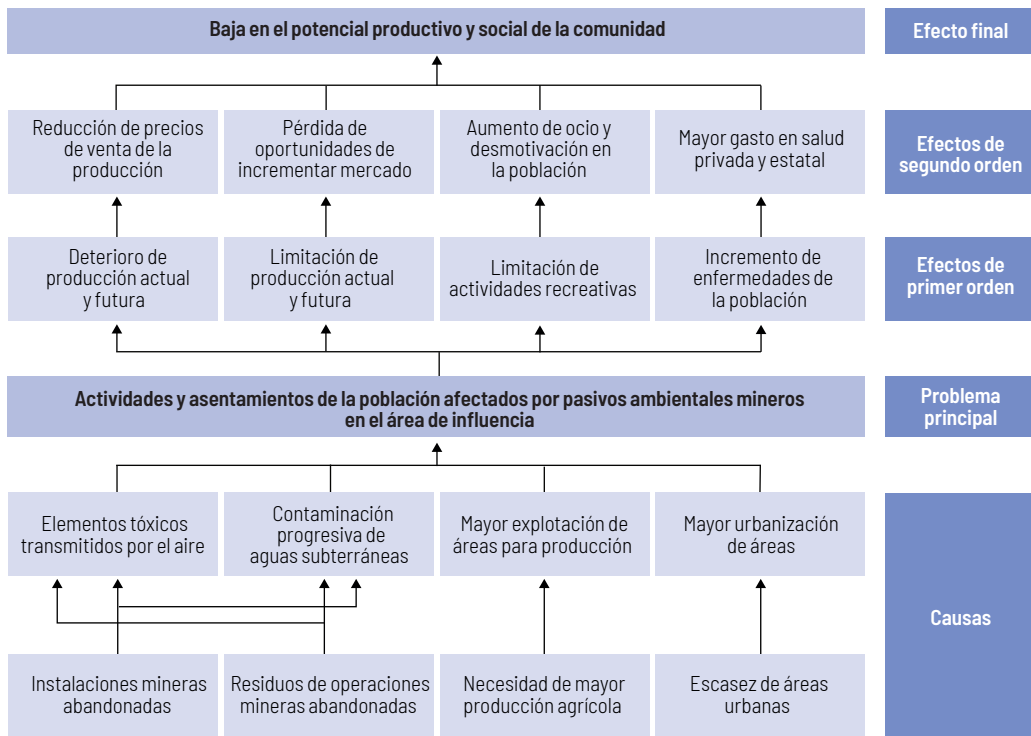 Baja en el potencial productivo y social de la comunidad
Efecto final
Reducción de precios
de venta de la
producción
Pérdida de
oportunidades de
incrementar mercado
Aumento de ocio y
desmotivación en
la población
Mayor gasto en salud
privada y estatal
Efectos de
segundo orden
Deterioro de
producción actual
y futura
Limitación de
producción actual
y futura
Limitación de
actividades recreativas
Incremento de
enfermedades de
la población
Efectos de
primer orden
Actividades y asentamientos de la población afectados por pasivos ambientales mineros
en el área de influencia
Problema
principal
Elementos tóxicos
transmitidos por el aire
Contaminación
progresiva de
aguas subterráneas
Mayor explotación de
áreas para producción
Mayor urbanización
de áreas
Causas
Instalaciones mineras
abandonadas
Residuos de operaciones
mineras abandonadas
Necesidad de mayor
producción agrícola
Escasez de áreas
urbanas